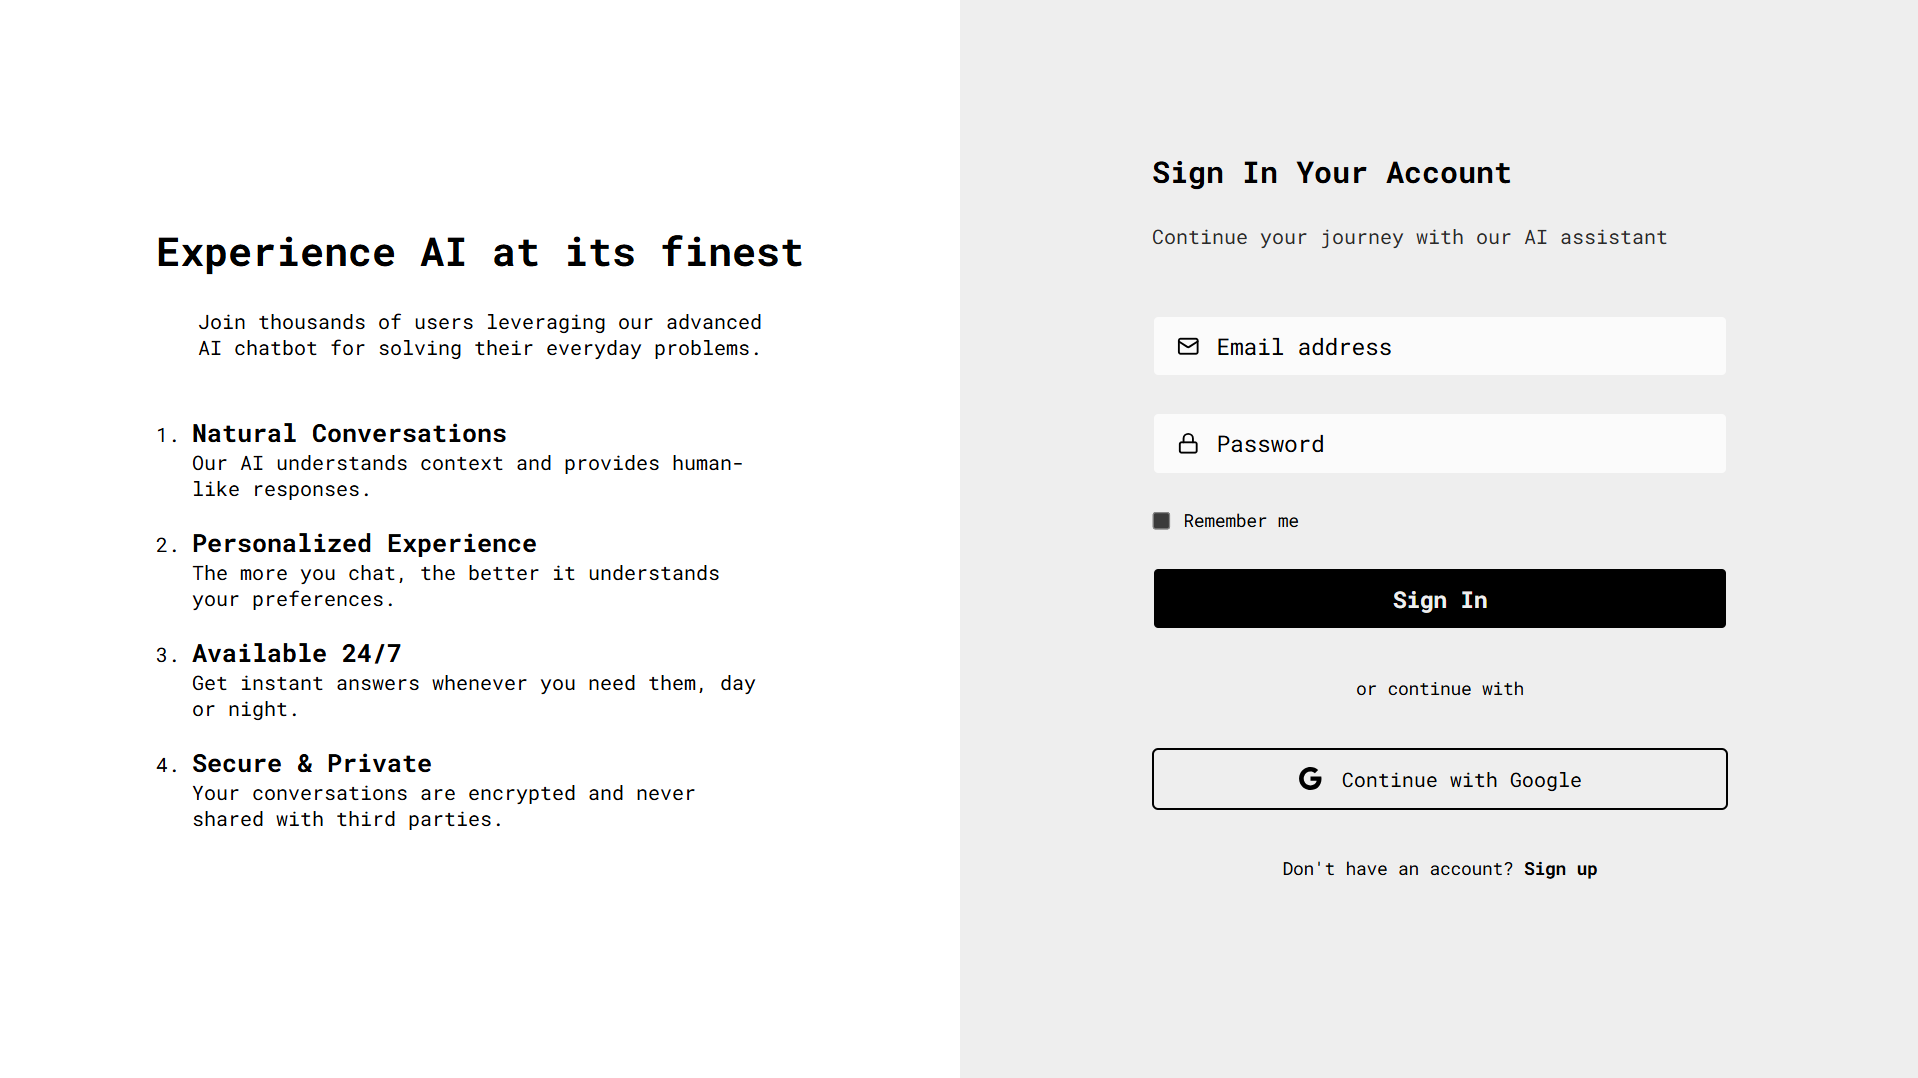 Experience AI at its finest
Join thousands of users leveraging our advanced
AI chatbot for solving their everyday problems.
1. Natural Conversations
Our AI understands context and provides human-
like responses.
2. Personalized Experience
The more you chat, the better it understands
your preferences.
3. Available 24/7
Get instant answers whenever you need them, day
or night.
4. Secure & Private
Your conversations are encrypted and never
shared with third parties.
Sign In Your Account
Continue your journey with our AI assistant
Email address
Password
Remember me
Sign In
or continue with
Continue with Google
Don't have an account? Sign up